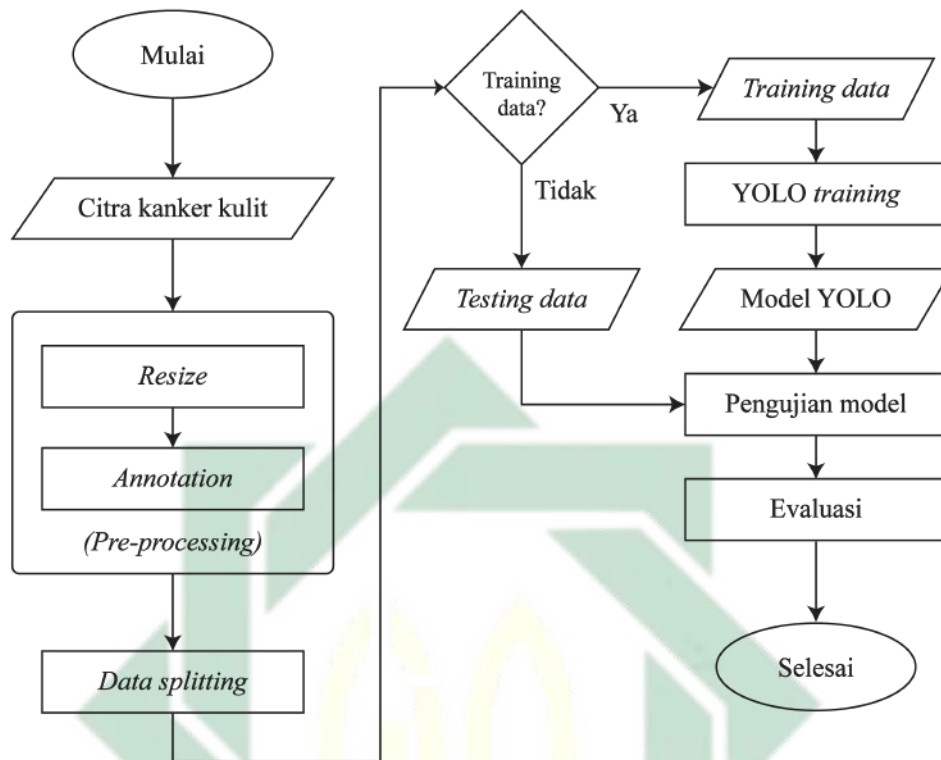 Mulai
Citra kanker kulit
Resize
Annotation
(Pre-processing)
Data splitting
Training
data?
Ya
Tidak
Training data
YOLO training
Testing data
Model YOLO
Pengujian model
Evaluasi
Selesai